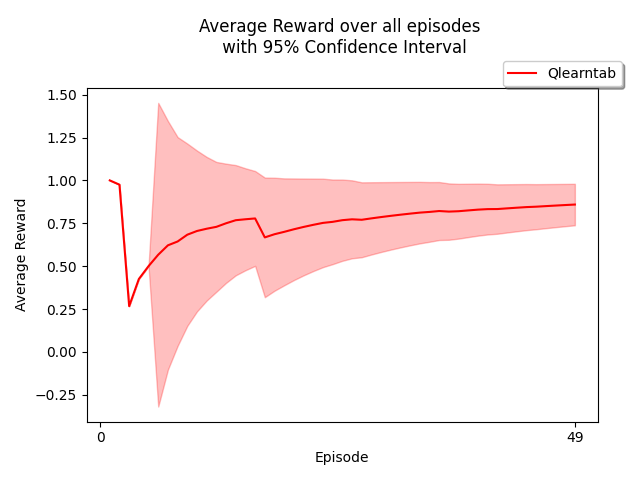 Average Reward over all episodes
with 95% Confidence Interval
Qlearntab
1.50
1.25
1.00
0.75
0.50
0.25
0.00
−0.25
Average Reward
0
49
Episode